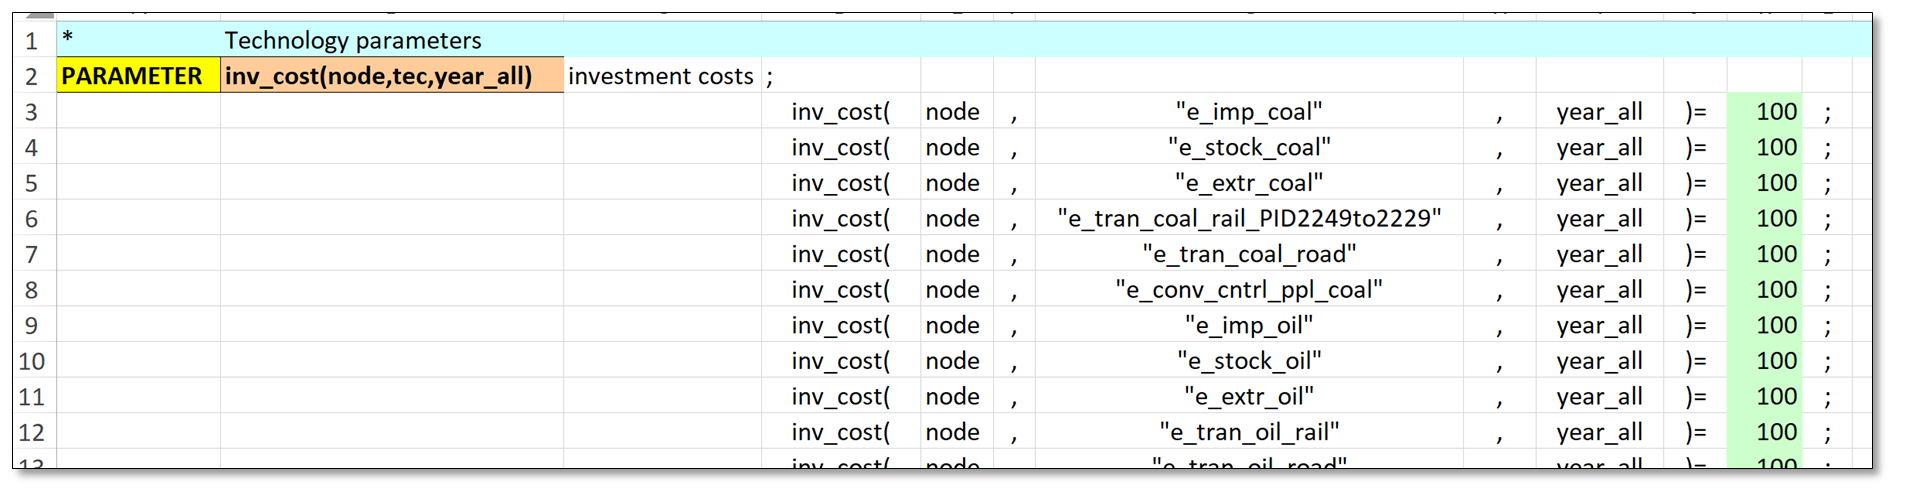 1 * Technology parameters
2 PARAMETER inv_cost(node,tec,year_all) investment costs ;
3 inv_cost( node , "e_imp_coal" , year_all )= 100 ;
4 inv_cost( node , "e_stock_coal" , year_all )= 100 ;
5 inv_cost( node , "e_extr_coal" , year_all )= 100 ;
6 inv_cost( node , "e_tran_coal_rail_PID2249to2229" , year_all )= 100 ;
7 inv_cost( node , "e_tran_coal_road" , year_all )= 100 ;
8 inv_cost( node , "e_conv_cntrl_ppl_coal" , year_all )= 100 ;
9 inv_cost( node , "e_imp_oil" , year_all )= 100 ;
10 inv_cost( node , "e_stock_oil" , year_all )= 100 ;
11 inv_cost( node , "e_extr_oil" , year_all )= 100 ;
12 inv_cost( node , "e_tran_oil_rail" , year_all )= 100 ;
13 inv_cost( node , "e_tran_oil_road" , year_all )= 100 ;